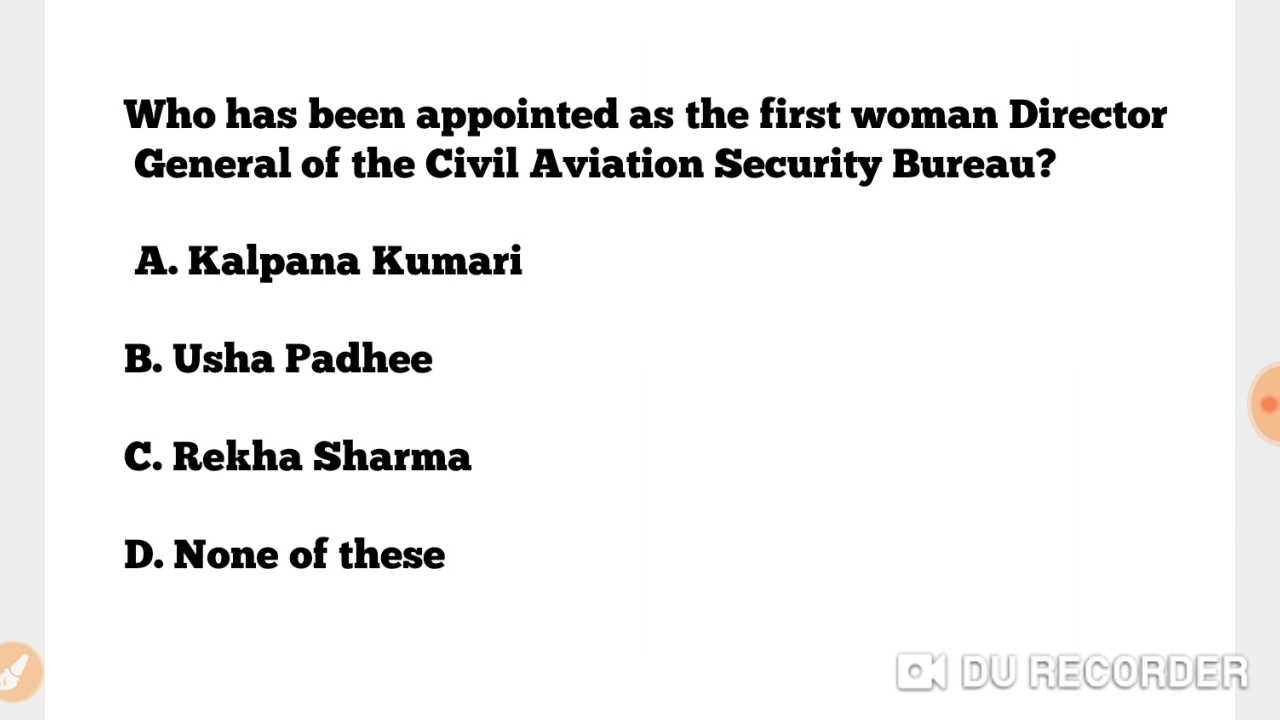 Who has been appointed as the first woman Director
General of the Civil Aviation Security Bureau?
A. Kalpana Kumari
B. Usha Padhee
C. Rekha Sharma
D. None of these
DU RECORDER